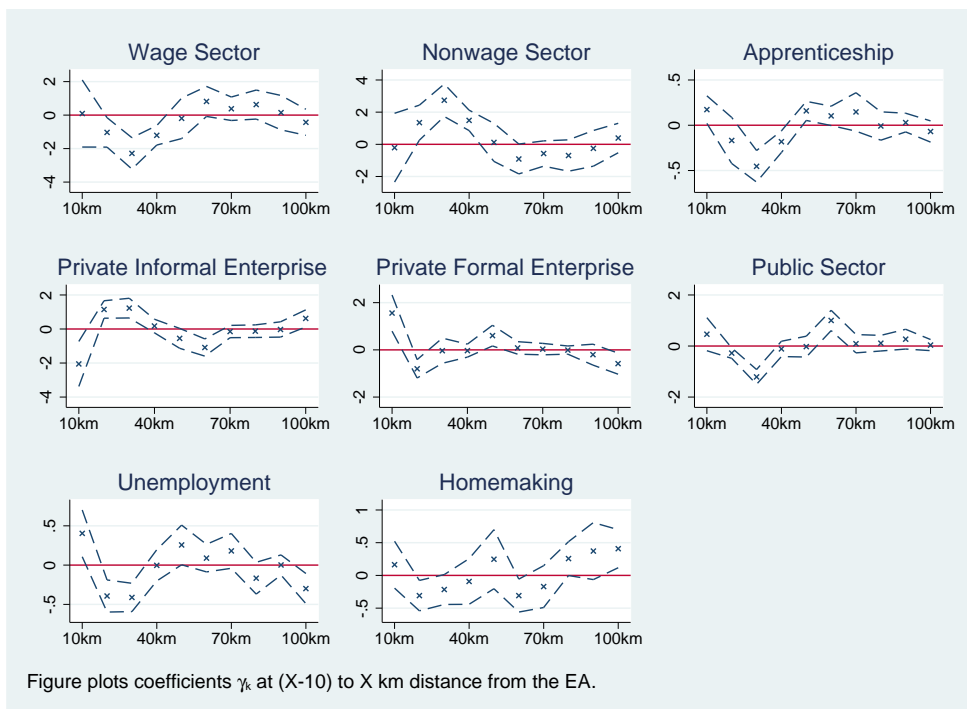 Wage Sector
2
0
-2
-4
10km 40km 70km 100km
Nonwage Sector
4
2
0
-2
10km 40km 70km 100km
Apprenticeship
.5
0
-.5
10km 40km 70km 100km
Private Informal Enterprise
2
0
-2
-4
10km 40km 70km 100km
Private Formal Enterprise
2
0
-2
10km 40km 70km 100km
Public Sector
2
0
-2
10km 40km 70km 100km
Unemployment
.5
0
-.5
10km 40km 70km 100km
Homemaking
1
.5
0
-.5
10km 40km 70km 100km
Figure plots coefficients γₖ at (X-10) to X km distance from the EA.